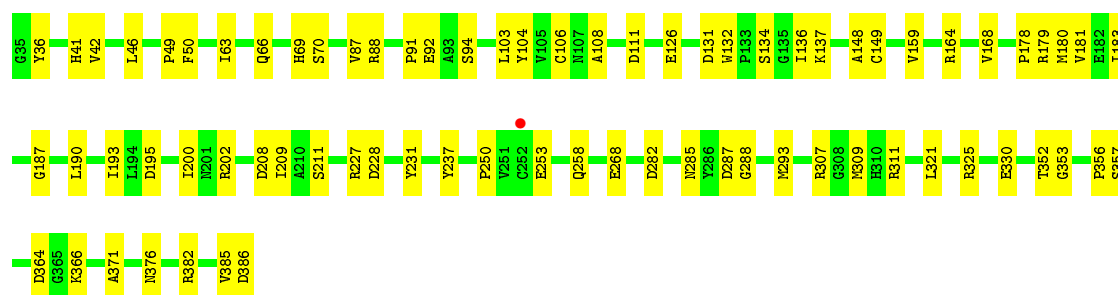 G35 Y36 H41 V42 L46 P49 F50 I63 Q66 H69 S70 V87 R88 P91 E92 A93 S94 L103 Y104 V105 C106 N107 A108 D111 E126 D131 W132 P133 S134 G135 I136 K137 A148 C149 V159 R164 V168 P178 R179 M180 V181 E182 I183
G187 L190 I193 L194 D195 I200 N201 R202 D208 I209 A210 S211 R227 D228 Y231 Y237 P250 V251 C252 E253 Q258 E268 D282 N285 Y286 D287 G288 M293 R307 G308 M309 H310 R311 L321 R325 E330 T352 G353 P356 S357
D364 G365 K366 A371 N376 R382 V385 D386